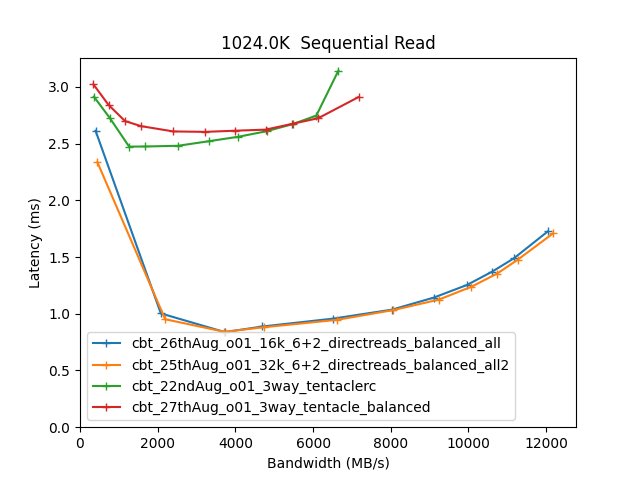 1024.0K  Sequential Read
Latency (ms)
3.0
2.5
2.0
1.5
1.0
0.5
0.0
cbt_26thAug_o01_16k_6+2_directreads_balanced_all
cbt_25thAug_o01_32k_6+2_directreads_balanced_all2
cbt_22ndAug_o01_3way_tentaclerc
cbt_27thAug_o01_3way_tentacle_balanced
0 2000 4000 6000 8000 10000 12000
Bandwidth (MB/s)